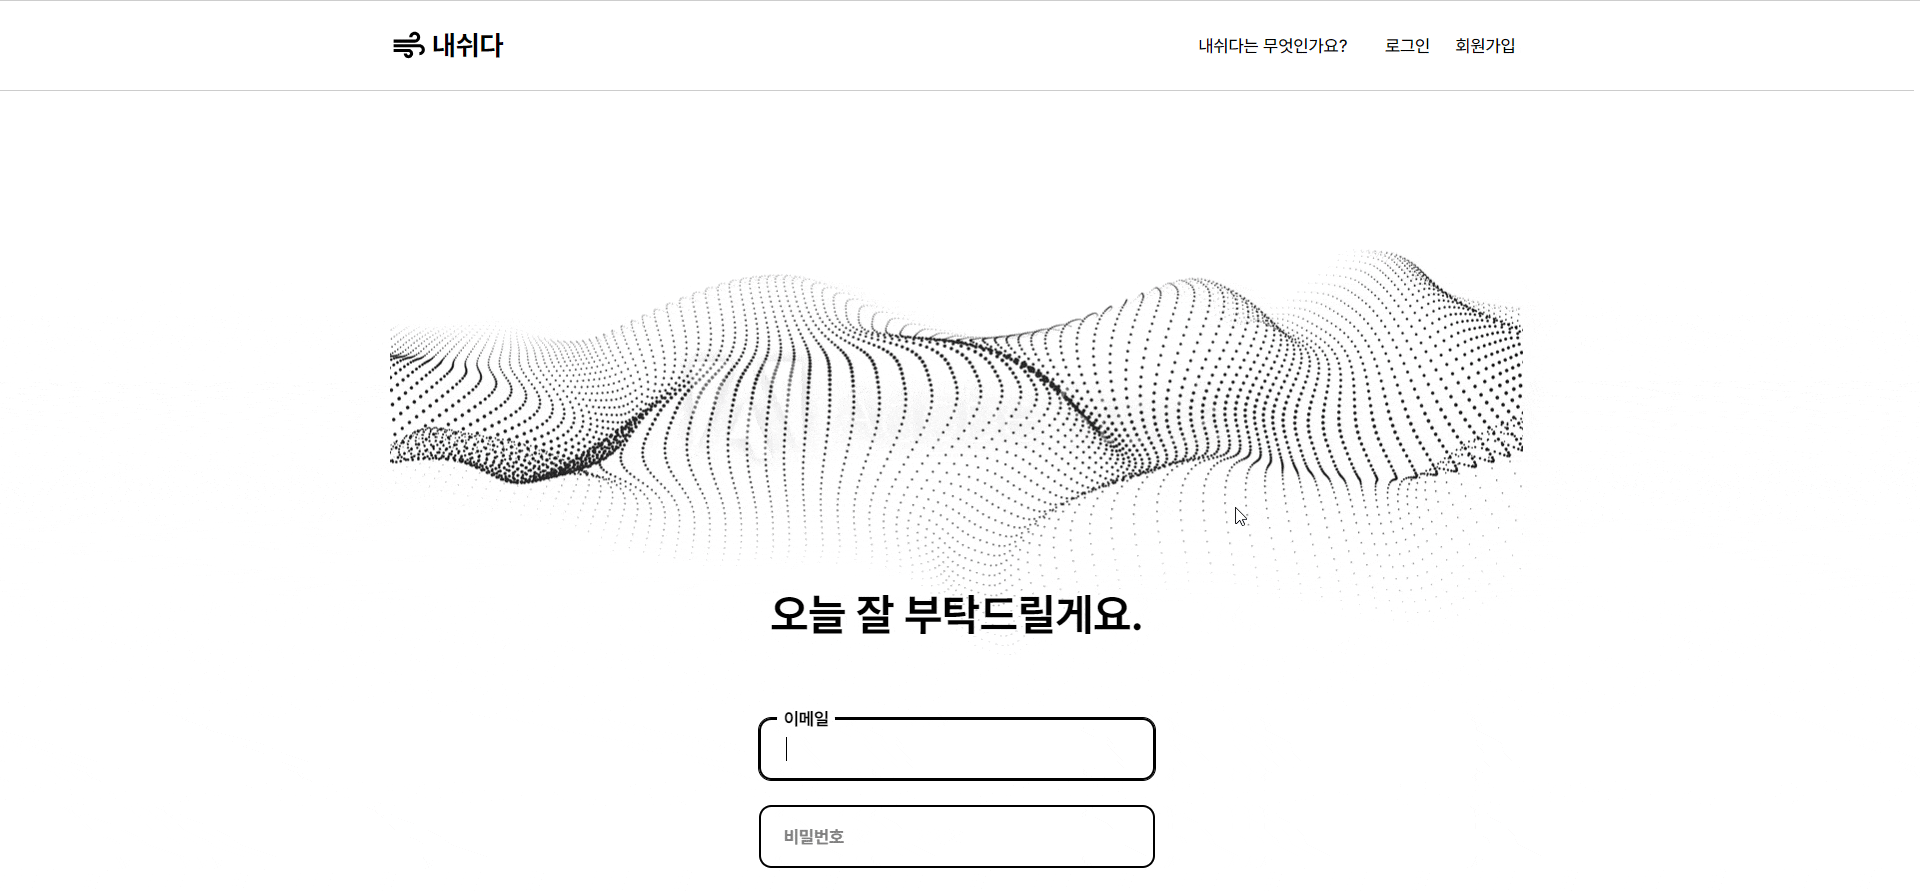 내쉬다
내쉬다는 무엇인가요? 로그인 회원가입
오늘 잘 부탁드릴게요.
이메일
비밀번호